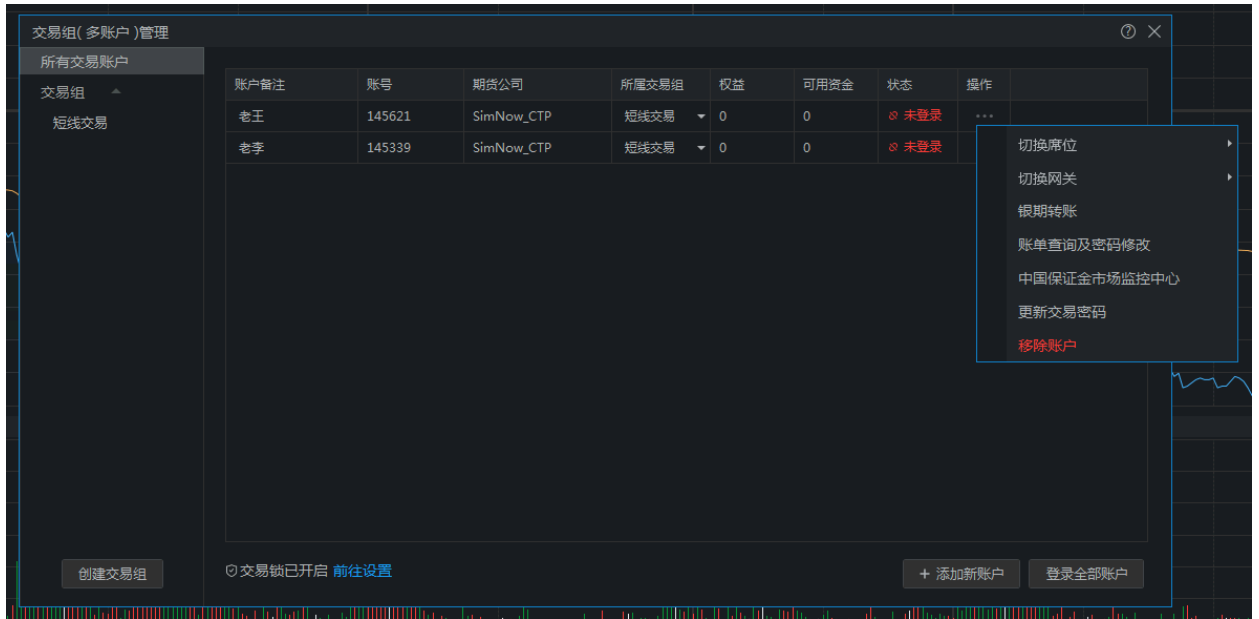 交易组( 多账户 )管理
所有交易账户
交易组
短线交易
账户备注 账号 期货公司 所属交易组 权益 可用资金 状态 操作
老王 145621 SimNow_CTP 短线交易 0 0 未登录 ...
老李 145339 SimNow_CTP 短线交易 0 0 未登录
切换席位
切换网关
银期转账
账单查询及密码修改
中国保证金市场监控中心
更新交易密码
移除账户
创建交易组
交易锁已开启 前往设置
+ 添加新账户
登录全部账户